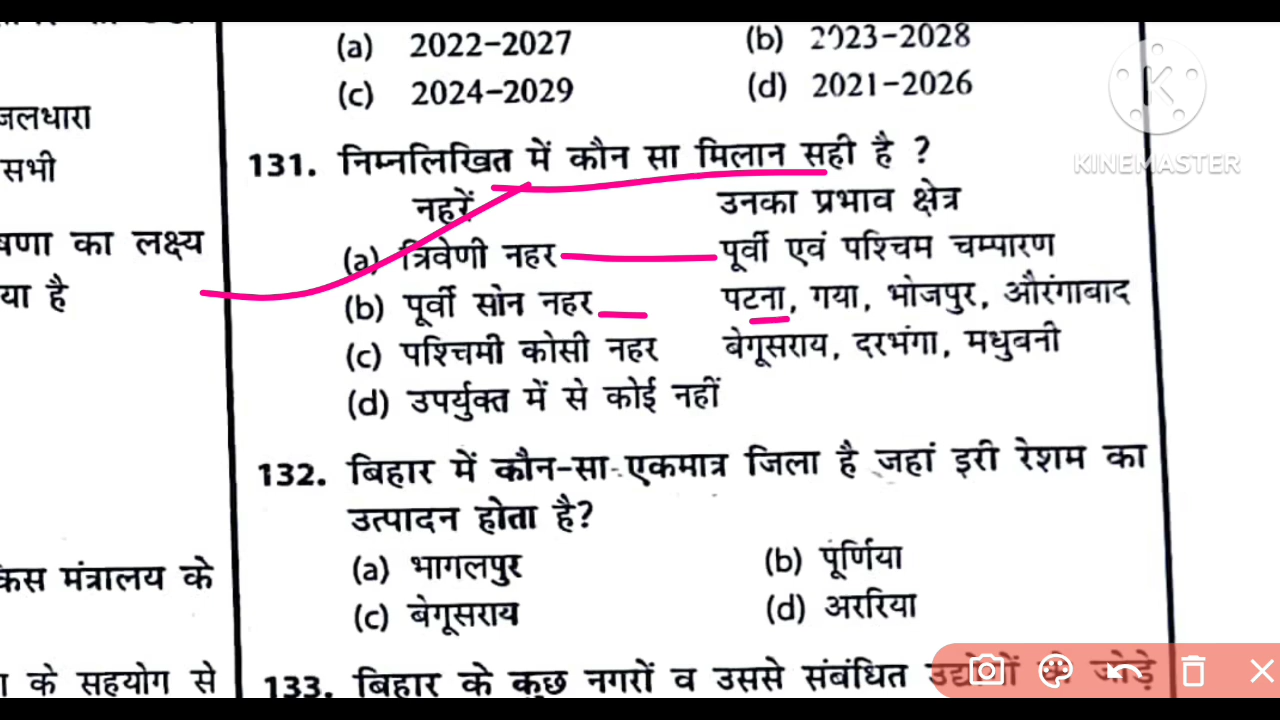 (a) 2022-2027 (b) 2023-2028
(c) 2024-2029 (d) 2021-2026
जलधारा
सभी
131. निम्नलिखित में कौन सा मिलान सही है ?
नहरें उनका प्रभाव क्षेत्र
षणा का लक्ष्य
(a) त्रिवेणी नहर पूर्वी एवं पश्चिम चम्पारण
या है
(b) पूर्वी सोन नहर पटना, गया, भोजपुर, औरंगाबाद
(c) पश्चिमी कोसी नहर बेगूसराय, दरभंगा, मधुबनी
(d) उपर्युक्त में से कोई नहीं
132. बिहार में कौन-सा एकमात्र जिला है जहां इरी रेशम का
उत्पादन होता है?
(a) भागलपुर (b) पूर्णिया
किस मंत्रालय के
(c) बेगूसराय (d) अररिया
के सहयोग से
133. बिहार के कुछ नगरों व उससे संबंधित उद्योगों के जोड़े
KINEMASTER